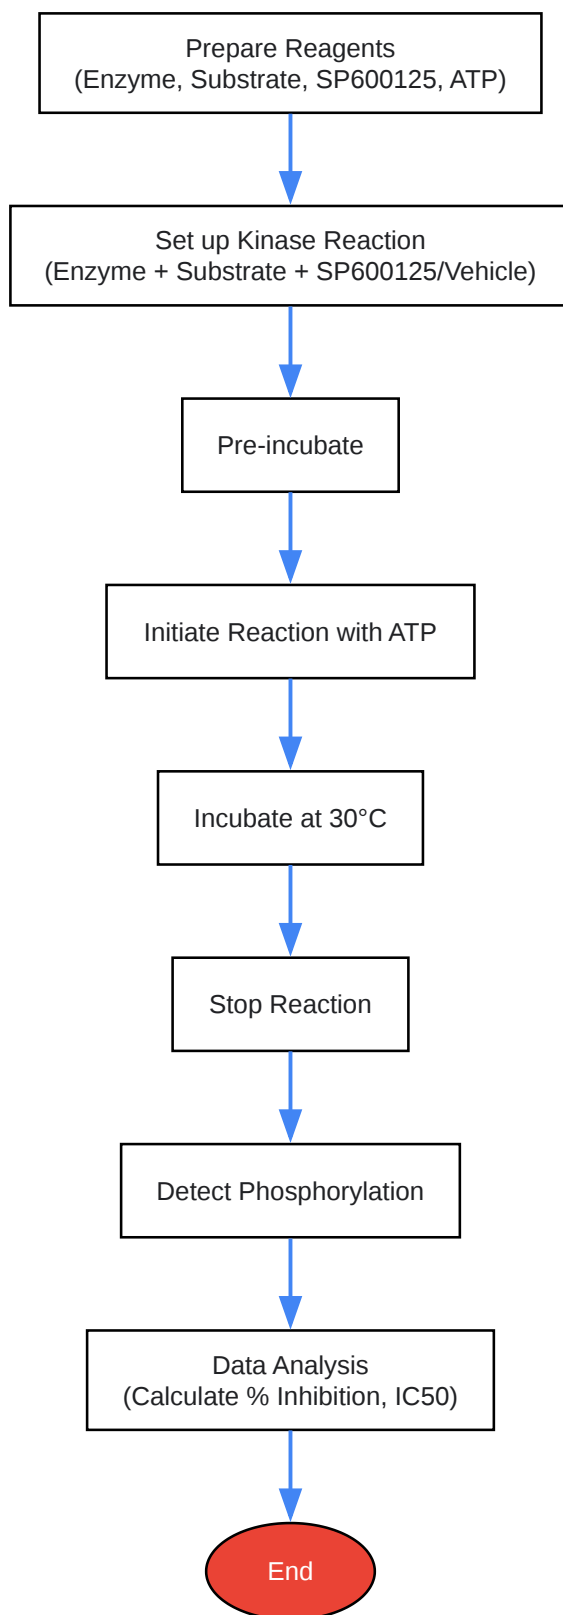 Prepare Reagents
(Enzyme, Substrate, SP600125, ATP)
Set up Kinase Reaction
(Enzyme + Substrate + SP600125/Vehicle)
Pre-incubate
Initiate Reaction with ATP
Incubate at 30°C
Stop Reaction
Detect Phosphorylation
Data Analysis
(Calculate % Inhibition, IC50)
End